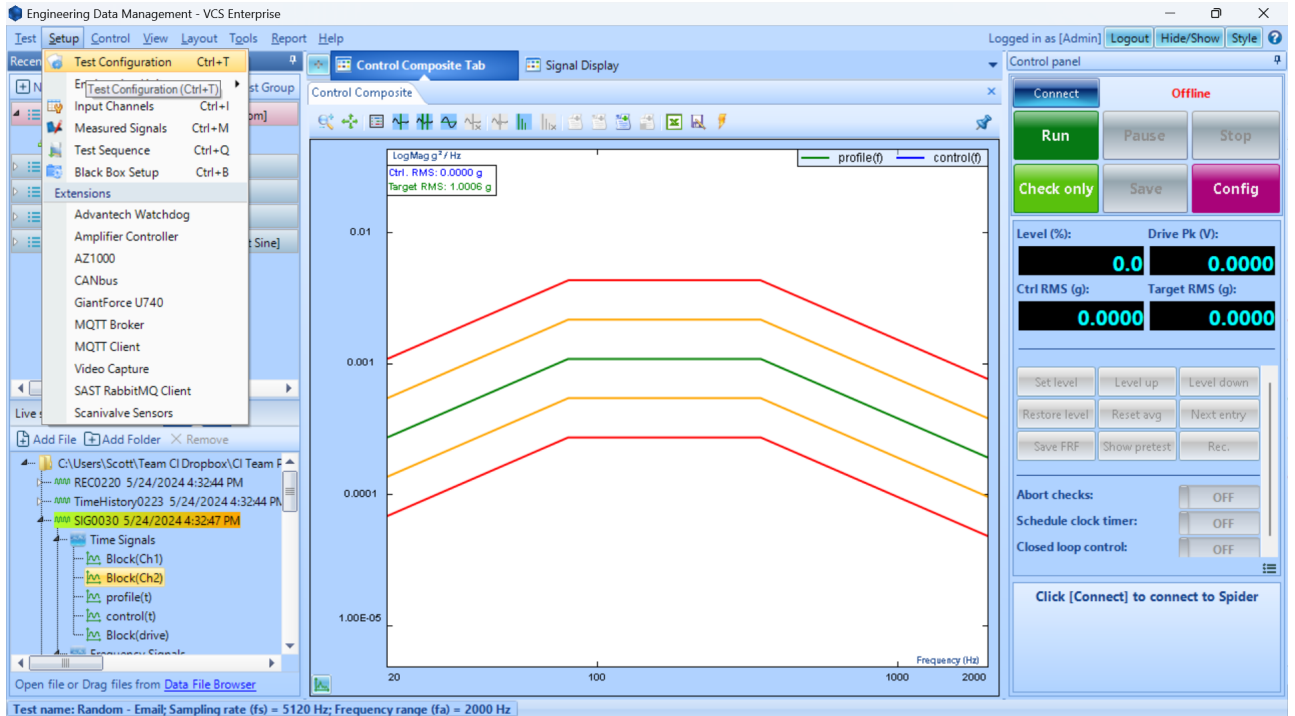 Engineering Data Management - VCS Enterprise
Test Setup Control View Layout Tools Report Help
Logged in as [Admin] Logout Hide/Show Style
Recen
Test Configuration Ctrl+T
Test Configuration (Ctrl+T)
st Group
Input Channels Ctrl+I
om]
Measured Signals Ctrl+M
Test Sequence Ctrl+Q
Black Box Setup Ctrl+B
Extensions
Advantech Watchdog
Amplifier Controller
t Sine]
AZ1000
CANbus
GiantForce U740
MQTT Broker
MQTT Client
Video Capture
SAST RabbitMQ Client
Scanivalve Sensors
Live s
Add File Add Folder Remove
C:\Users\Scott\Team CI Dropbox\CI Team P
REC0220 5/24/2024 4:32:44 PM
TimeHistory0223 5/24/2024 4:32:44 PM
SIG0030 5/24/2024 4:32:47 PM
Time Signals
Block(Ch1)
Block(Ch2)
profile(t)
control(t)
Block(drive)
Frequency Signals
Open file or Drag files from Data File Browser
Control Composite Tab
Signal Display
Control Composite
LogMag g²/Hz
Ctrl. RMS: 0.0000 g
Target RMS: 1.0006 g
profile(f) control(f)
0.01
0.001
0.0001
1.00E-05
Frequency (Hz)
20 100 1000 2000
Control panel
Connect Offline
Run Pause Stop
Check only Save Config
Level (%): Drive Pk (V):
0.0 0.0000
Ctrl RMS (g): Target RMS (g):
0.0000 0.0000
Set level Level up Level down
Restore level Reset avg Next entry
Save FRF Show pretest Rec.
Abort checks: OFF
Schedule clock timer: OFF
Closed loop control: OFF
Click [Connect] to connect to Spider
Test name: Random - Email; Sampling rate (fs) = 5120 Hz; Frequency range (fa) = 2000 Hz